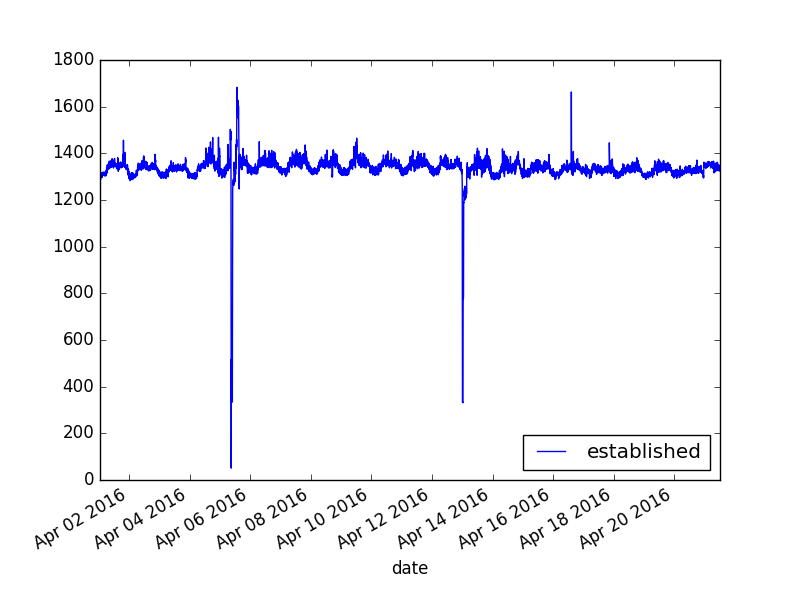 1800
1600
1400
1200
1000
800
600
400
200
0
established
Apr 02 2016
Apr 04 2016
Apr 06 2016
Apr 08 2016
Apr 10 2016
Apr 12 2016
Apr 14 2016
Apr 16 2016
Apr 18 2016
Apr 20 2016
date